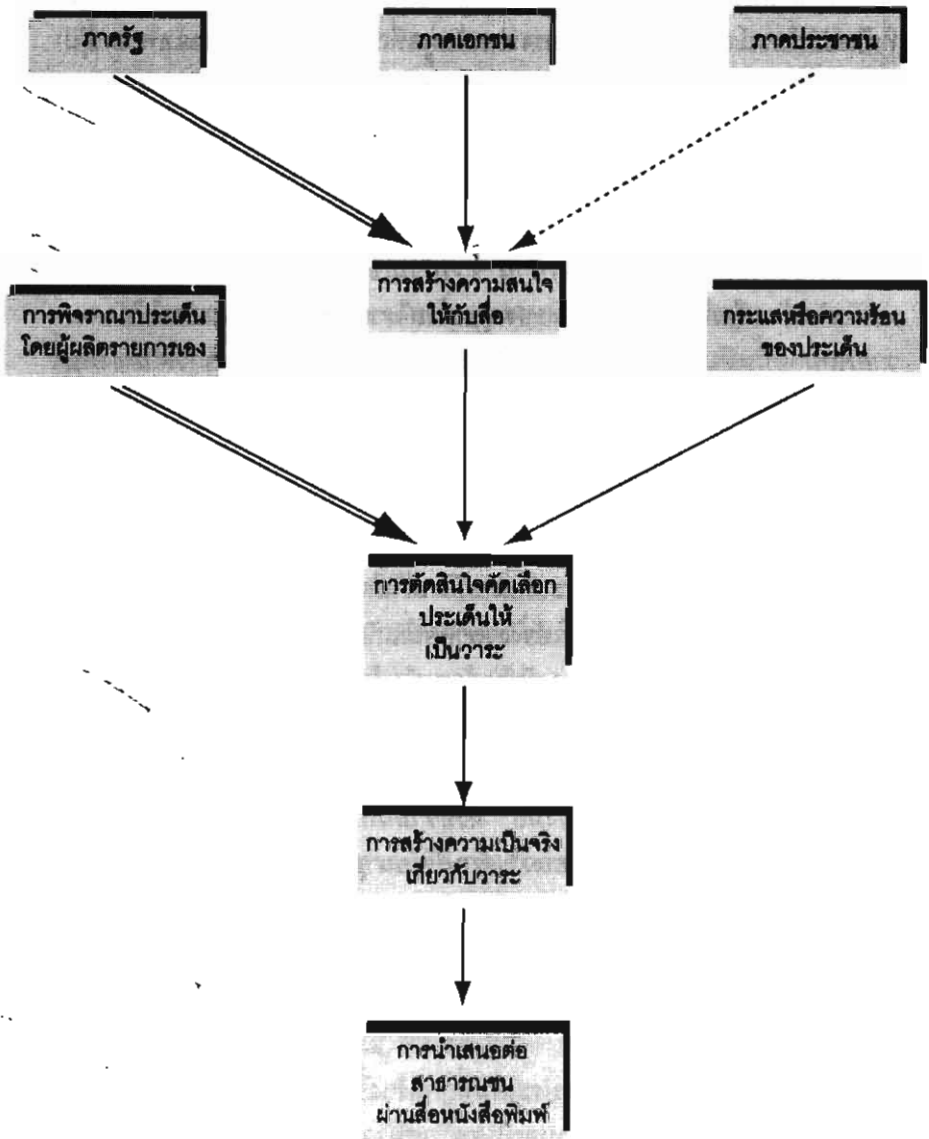 ภาครัฐ
ภาคเอกชน
ภาคประชาชน
การสร้างความสนใจ
ให้กับสื่อ
การพิจราณาประเด็น
โดยผู้ผลิตรายการเอง
กระแสหรือความร้อน
ของประเด็น
การตัดสินใจคัดเลือก
ประเด็นให้
เป็นวาระ
การสร้างความเป็นจริง
เกี่ยวกับวาระ
การนำเสนอต่อ
สาธารณชน
ผ่านสื่อหนังสือพิมพ์